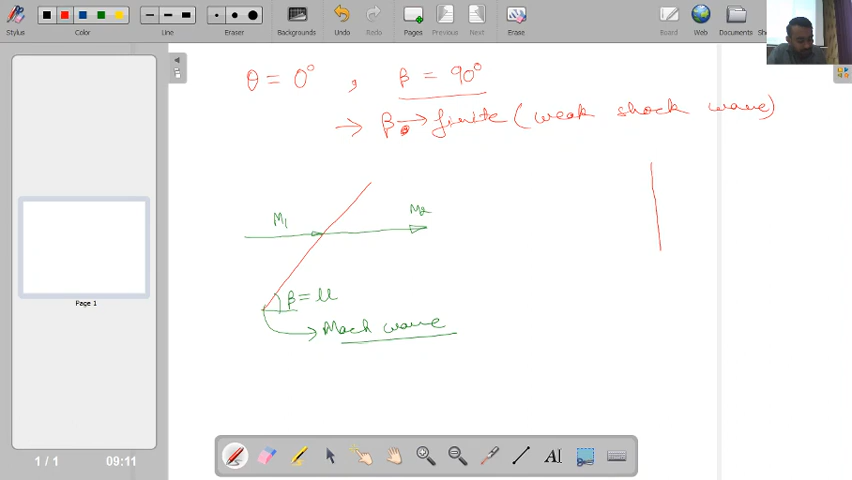 Stylus Color Line Eraser Backgrounds Undo Redo Pages Previous Next Erase Board Web Documents
θ = 0° , β = 90°
→ β → finite (weak shock wave)
M1 M2
β = μ
→ Mach wave
Page 1
1 / 1 09:11
AI